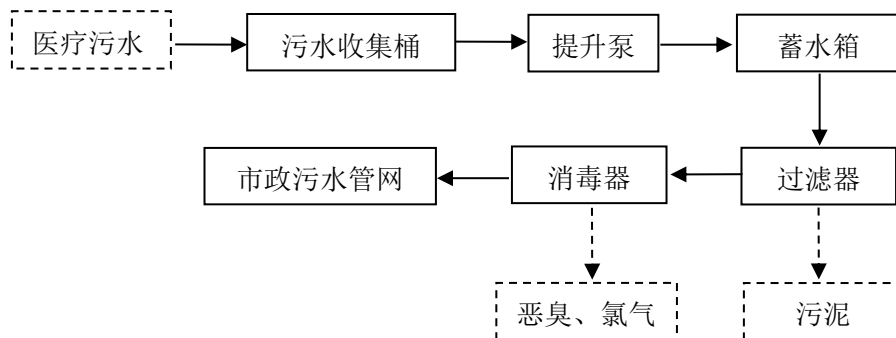 医疗污水
污水收集桶
提升泵
蓄水箱
市政污水管网
消毒器
过滤器
恶臭、氯气
污泥